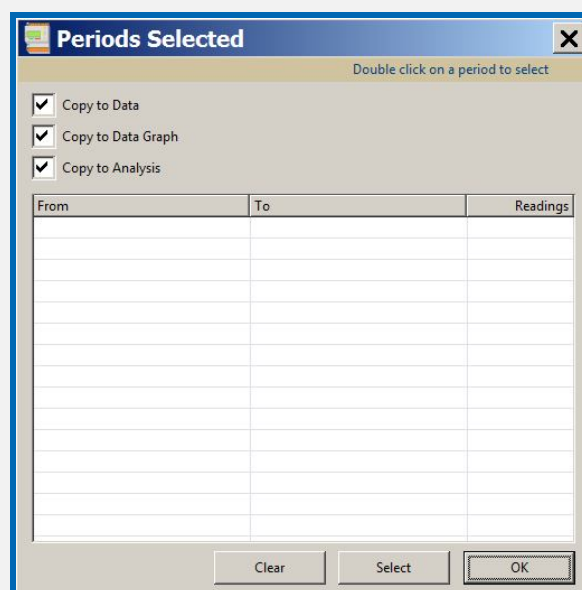 Periods Selected
Double click on a period to select
Copy to Data
Copy to Data Graph
Copy to Analysis
From To Readings
Clear Select OK